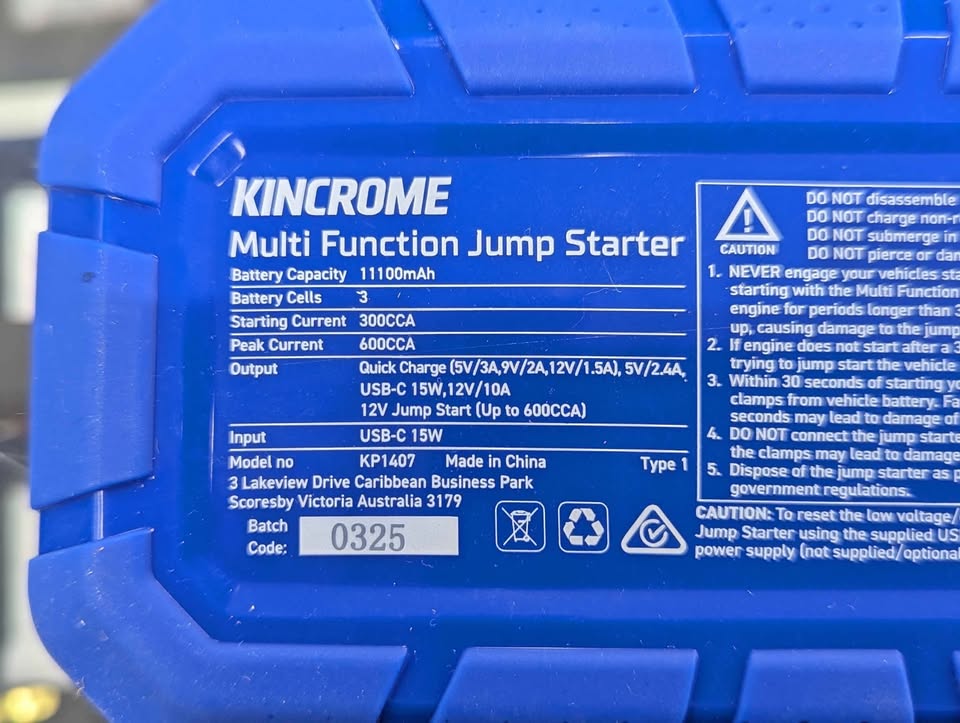 KINCROME
Multi Function Jump Starter
Battery Capacity 11100mAh
Battery Cells 3
Starting Current 300CCA
Peak Current 600CCA
Output Quick Charge (5V/3A,9V/2A,12V/1.5A), 5V/2.4A,
USB-C 15W,12V/10A
12V Jump Start (Up to 600CCA)
Input USB-C 15W
Model no KP1407 Made in China Type 1
3 Lakeview Drive Caribbean Business Park
Scoresby Victoria Australia 3179
Batch
Code: 0325
CAUTION
DO NOT disassemble
DO NOT charge non-r
DO NOT submerge in
DO NOT pierce or dan
1. NEVER engage your vehicles sta
starting with the Multi Function
engine for periods longer than 3
up, causing damage to the jump
2. If engine does not start after a 3
trying to jump start the vehicle
3. Within 30 seconds of starting yo
clamps from vehicle battery. Fa
seconds may lead to damage of
4. DO NOT connect the jump starte
the clamps may lead to damage
5. Dispose of the jump starter as p
government regulations.
CAUTION: To reset the low voltage/
Jump Starter using the supplied US
power supply (not supplied/optional